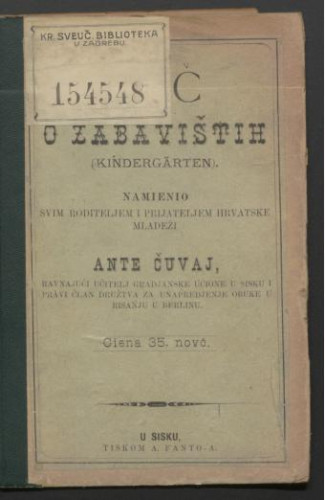 KR. SVEUČ. BIBLIOTEKA
U ZAGREBU.
154548
Č
O ZABAVIŠTIH
(KINDERGÄRTEN).
NAMIENIO
SVIM RODITELJEM I PRIJATELJEM HRVATSKE
MLADEŽI
ANTE ČUVAJ,
RAVNAJUĆI UČITELJ GRADJANSKE UČIONE U SISKU I
PRAVI ČLAN DRUŽTVA ZA UNAPREDJENJE OBUKE U
RISANJU U BERLINU.
Ciena 35. novč.
U SISKU.
TISKOM A. FANTO-A.